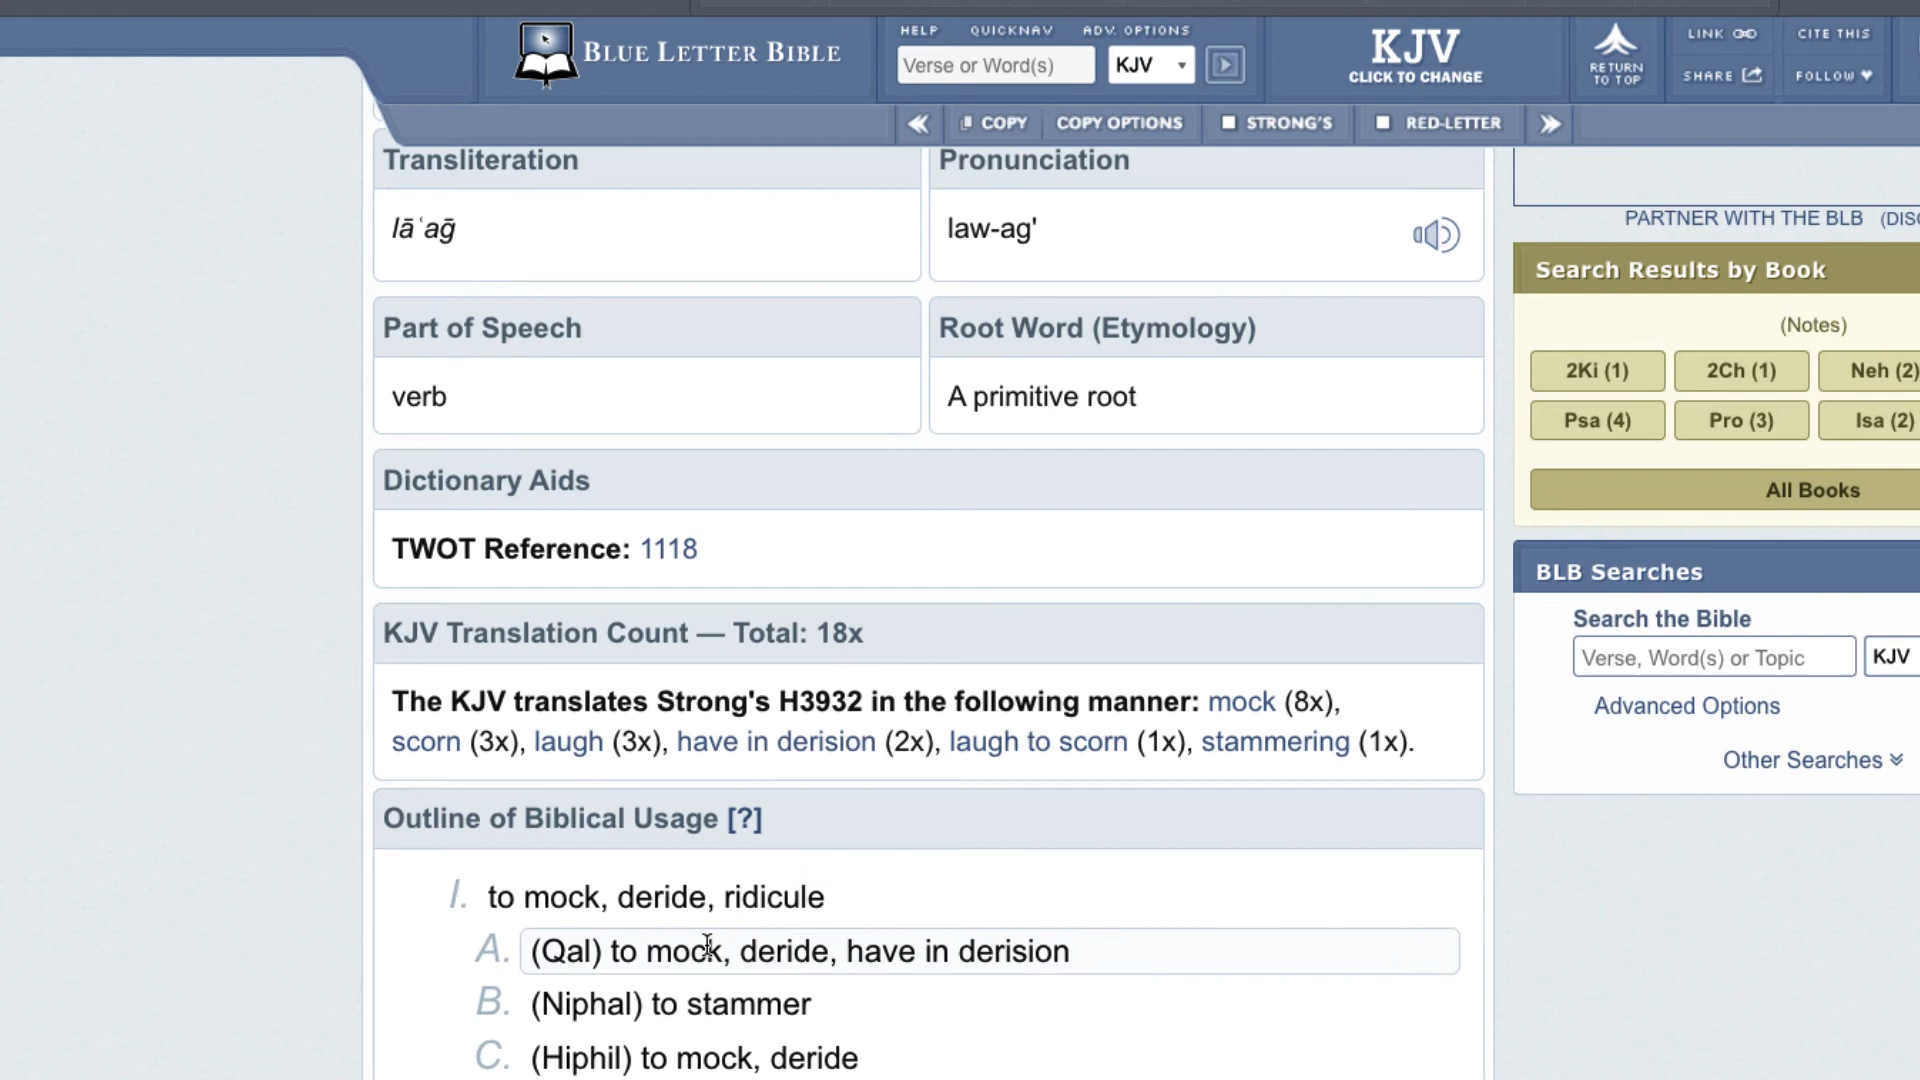 BLUE LETTER BIBLE
HELP QUICKNAV ADV. OPTIONS
Verse or Word(s) KJV
KJV
CLICK TO CHANGE
RETURN
TO TOP
LINK CITE THIS
SHARE FOLLOW
COPY COPY OPTIONS STRONG'S RED-LETTER
Transliteration
lāʿaḡ
Pronunciation
law-ag'
Part of Speech
verb
Root Word (Etymology)
A primitive root
Dictionary Aids
TWOT Reference: 1118
KJV Translation Count — Total: 18x
The KJV translates Strong's H3932 in the following manner: mock (8x),
scorn (3x), laugh (3x), have in derision (2x), laugh to scorn (1x), stammering (1x).
Outline of Biblical Usage [?]
I. to mock, deride, ridicule
A. (Qal) to mock, deride, have in derision
B. (Niphal) to stammer
C. (Hiphil) to mock, deride
PARTNER WITH THE BLB
Search Results by Book
(Notes)
2Ki (1) 2Ch (1) Neh (2)
Psa (4) Pro (3) Isa (2)
All Books
BLB Searches
Search the Bible
Verse, Word(s) or Topic KJV
Advanced Options
Other Searches